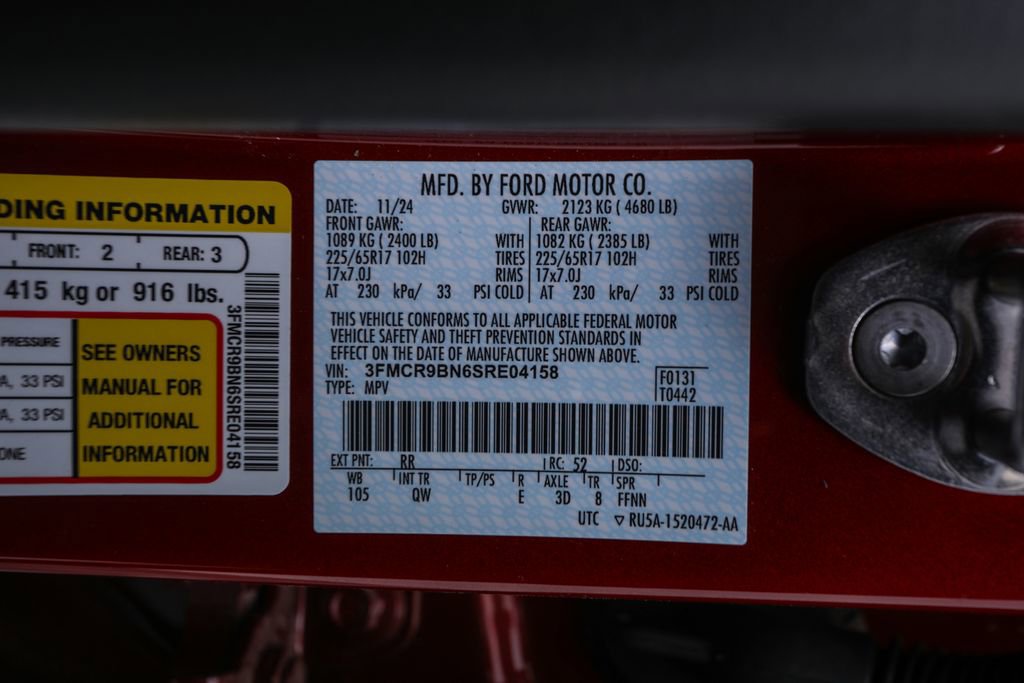 DING INFORMATION
FRONT: 2 REAR: 3
415 kg or 916 lbs.
PRESSURE
A, 33 PSI
A, 33 PSI
ONE
SEE OWNERS
MANUAL FOR
ADDITIONAL
INFORMATION
3FMCR9BN6SRE04158
MFD. BY FORD MOTOR CO.
DATE: 11/24 GVWR: 2123 KG ( 4680 LB)
FRONT GAWR: REAR GAWR:
1089 KG ( 2400 LB) WITH 1082 KG ( 2385 LB) WITH
225/65R17 102H TIRES 225/65R17 102H TIRES
17x7.0J RIMS 17x7.0J RIMS
AT 230 kPa/ 33 PSI COLD AT 230 kPa/ 33 PSI COLD
THIS VEHICLE CONFORMS TO ALL APPLICABLE FEDERAL MOTOR
VEHICLE SAFETY AND THEFT PREVENTION STANDARDS IN
EFFECT ON THE DATE OF MANUFACTURE SHOWN ABOVE.
VIN: 3FMCR9BN6SRE04158
TYPE: MPV
F0131
T0442
EXT PNT: RR RC: 52 DSO:
WB INT TR TP/PS R AXLE TR SPR
105 QW E 3D 8 FFNN
UTC ▽ RU5A-1520472-AA